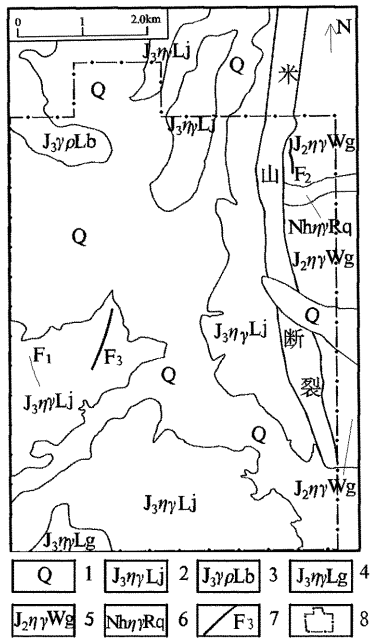 0 1 2.0km
N
J₃ηγLj
Q
Q
米
J₃ηγLj
J₃γρLb
J₂ηγWg
F₂
山
NhηγRq
Q
J₂ηγWg
Q
J₃ηγLj
断
F₁
F₃
Q
裂
J₃ηγLj
Q
J₂ηγWg
J₃ηγLj
J₃ηγLg
Q 1 J₃ηγLj 2 J₃γρLb 3 J₃ηγLg 4
J₂ηγWg 5 NhηγRq 6 F₃ 7 8